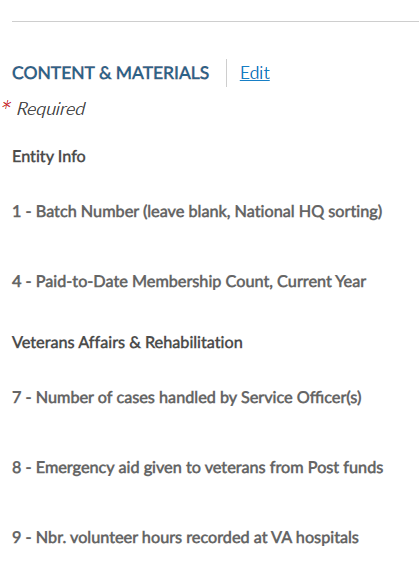 CONTENT & MATERIALS Edit
* Required
Entity Info
1 - Batch Number (leave blank, National HQ sorting)
4 - Paid-to-Date Membership Count, Current Year
Veterans Affairs & Rehabilitation
7 - Number of cases handled by Service Officer(s)
8 - Emergency aid given to veterans from Post funds
9 - Nbr. volunteer hours recorded at VA hospitals